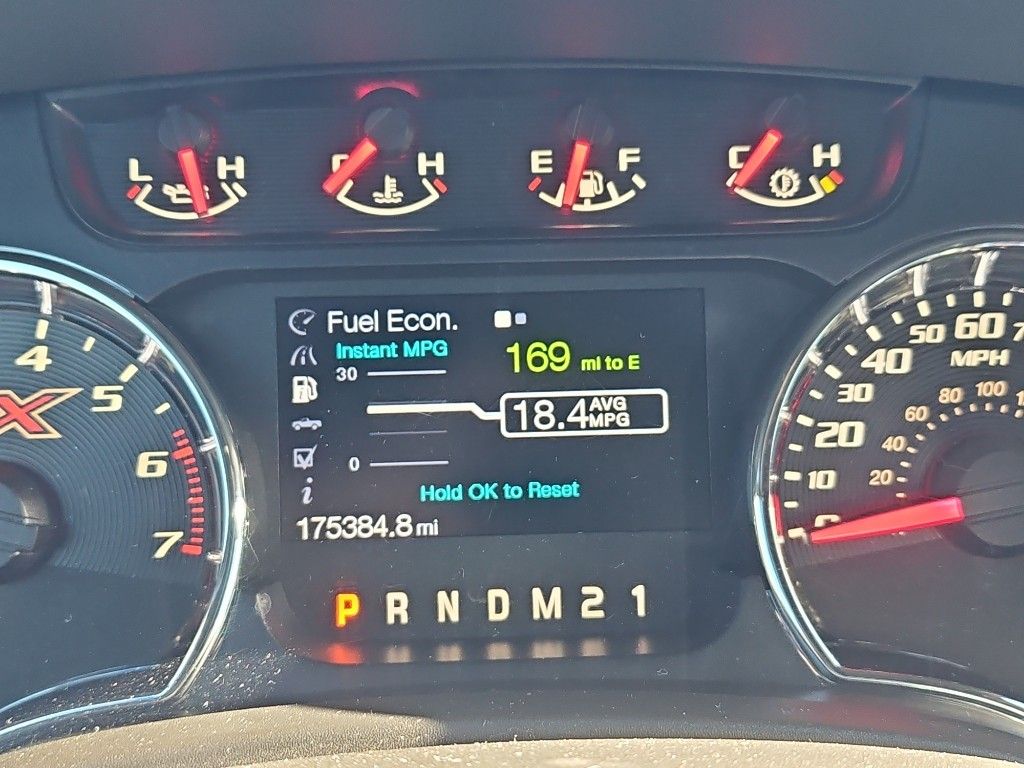 L H
H
E F
C H
Fuel Econ.
Instant MPG
169 mi to E
30
18.4 AVG MPG
0
Hold OK to Reset
175384.8 mi
P R N D M 2 1
4
5
6
7
X
0
10
20
30
40
50
60
MPH
20
40
60
80
100